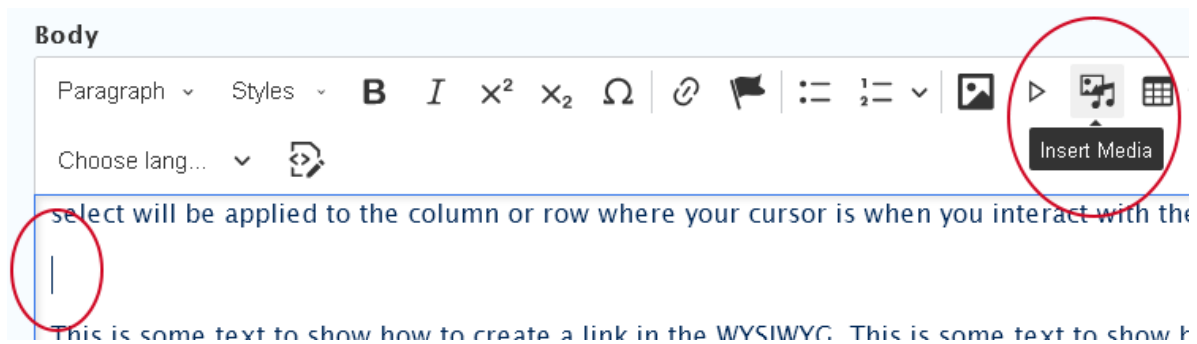 Body
Paragraph Styles B I X² X₂ Ω
Insert Media
Choose lang...
select will be applied to the column or row where your cursor is when you interact with the
This is some text to show how to create a link in the WYSIWYG. This is some text to show